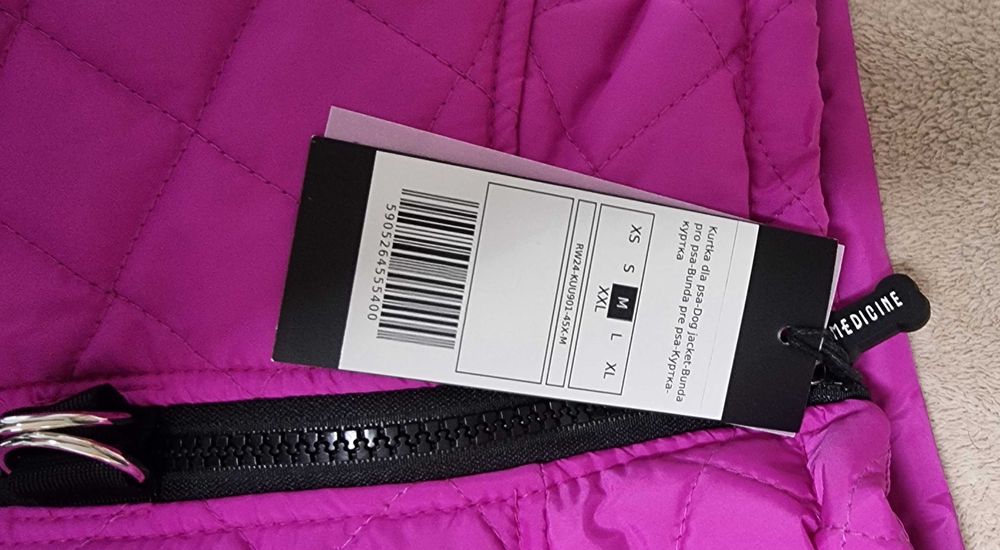 Kurtka dla psa-Dog jacket-Bunda
pro psa-Bunda pre psa-Куртка-
куртка
XS S M L XL
XXL
RW24-KUU901-45X-M
5905264555400
MEDICINE